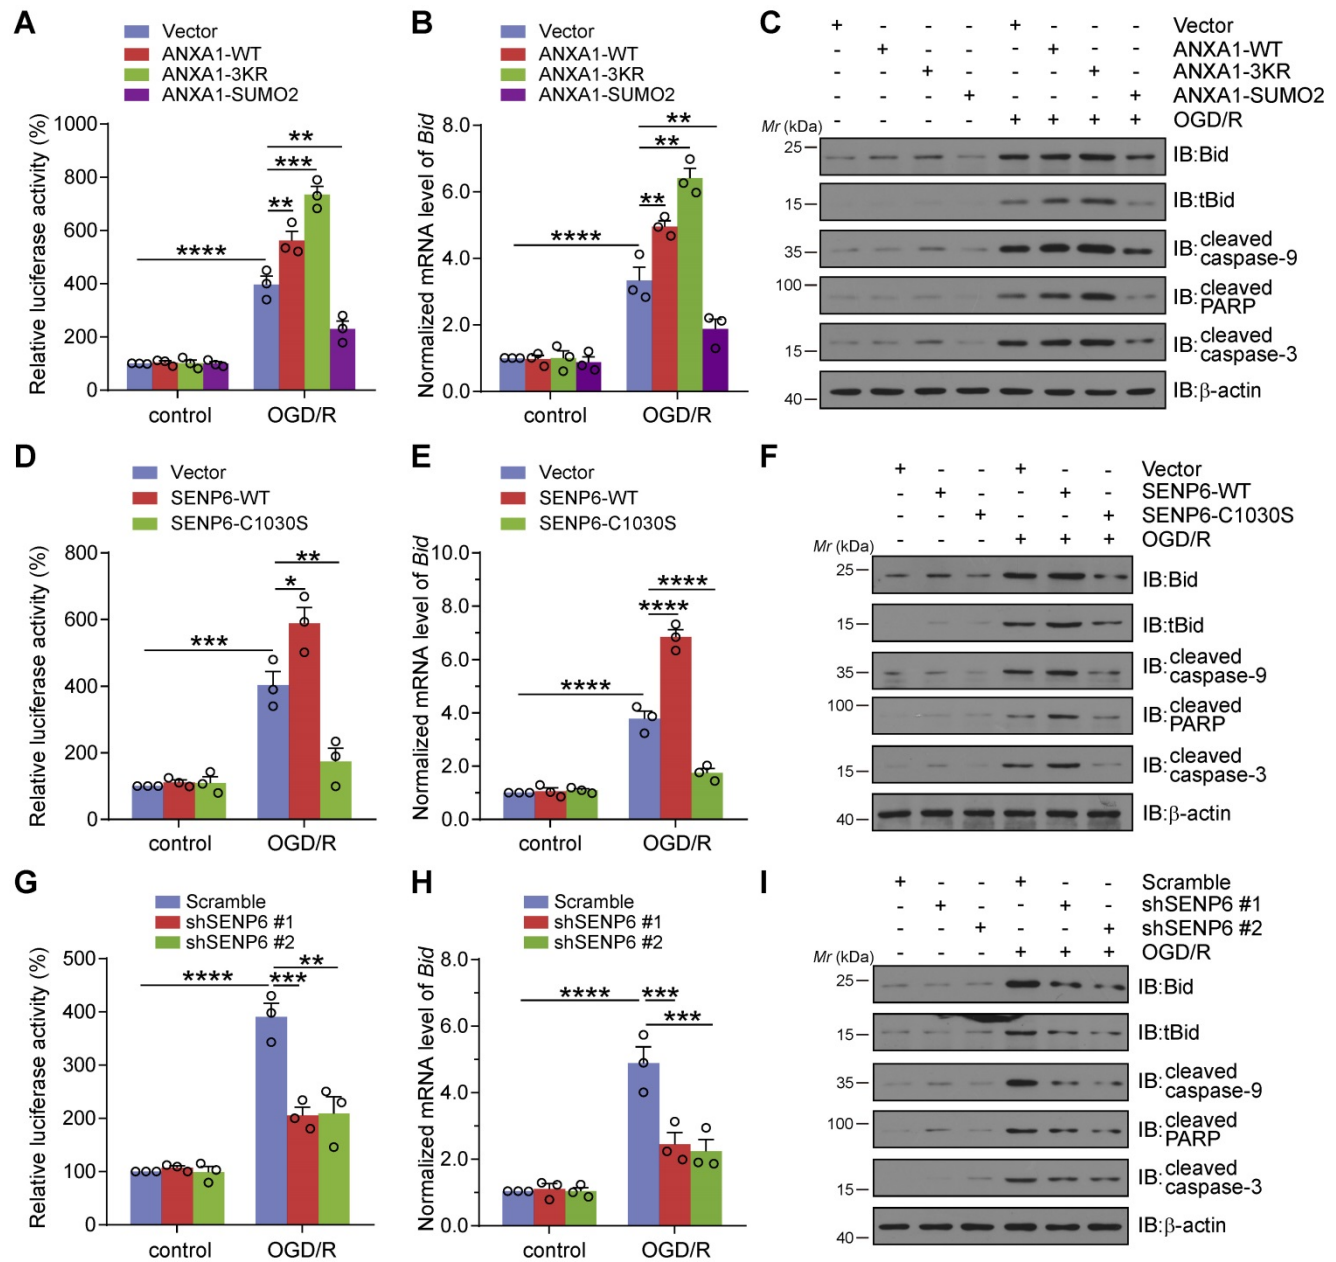 A
Vector
ANXA1-WT
ANXA1-3KR
ANXA1-SUMO2
Relative luciferase activity (%)
1000
800
600
400
200
0
****
**
***
**
control
OGD/R
B
Vector
ANXA1-WT
ANXA1-3KR
ANXA1-SUMO2
Normalized mRNA level of Bid
8.0
6.0
4.0
2.0
0.0
****
**
**
**
control
OGD/R
C
+ - - - + - - - Vector
- + - - - + - - ANXA1-WT
- - + - - - + - ANXA1-3KR
- - - + - - - + ANXA1-SUMO2
- - - - + + + + OGD/R
Mr (kDa)
25 IB:Bid
15 IB:tBid
35 IB:cleaved caspase-9
100 IB:cleaved PARP
15 IB:cleaved caspase-3
40 IB:β-actin
D
Vector
SENP6-WT
SENP6-C1030S
Relative luciferase activity (%)
800
600
400
200
0
***
*
**
control
OGD/R
E
Vector
SENP6-WT
SENP6-C1030S
Normalized mRNA level of Bid
10.0
8.0
6.0
4.0
2.0
0.0
****
****
****
control
OGD/R
F
+ - - + - - Vector
- + - - + - SENP6-WT
- - + - - + SENP6-C1030S
- - - + + + OGD/R
Mr (kDa)
25 IB:Bid
15 IB:tBid
35 IB:cleaved caspase-9
100 IB:cleaved PARP
15 IB:cleaved caspase-3
40 IB:β-actin
G
Scramble
shSENP6 #1
shSENP6 #2
Relative luciferase activity (%)
500
400
300
200
100
0
****
***
**
control
OGD/R
H
Scramble
shSENP6 #1
shSENP6 #2
Normalized mRNA level of Bid
8.0
6.0
4.0
2.0
0.0
****
***
***
control
OGD/R
I
+ - - + - - Scramble
- + - - + - shSENP6 #1
- - + - - + shSENP6 #2
- - - + + + OGD/R
Mr (kDa)
25 IB:Bid
15 IB:tBid
35 IB:cleaved caspase-9
100 IB:cleaved PARP
15 IB:cleaved caspase-3
40 IB:β-actin